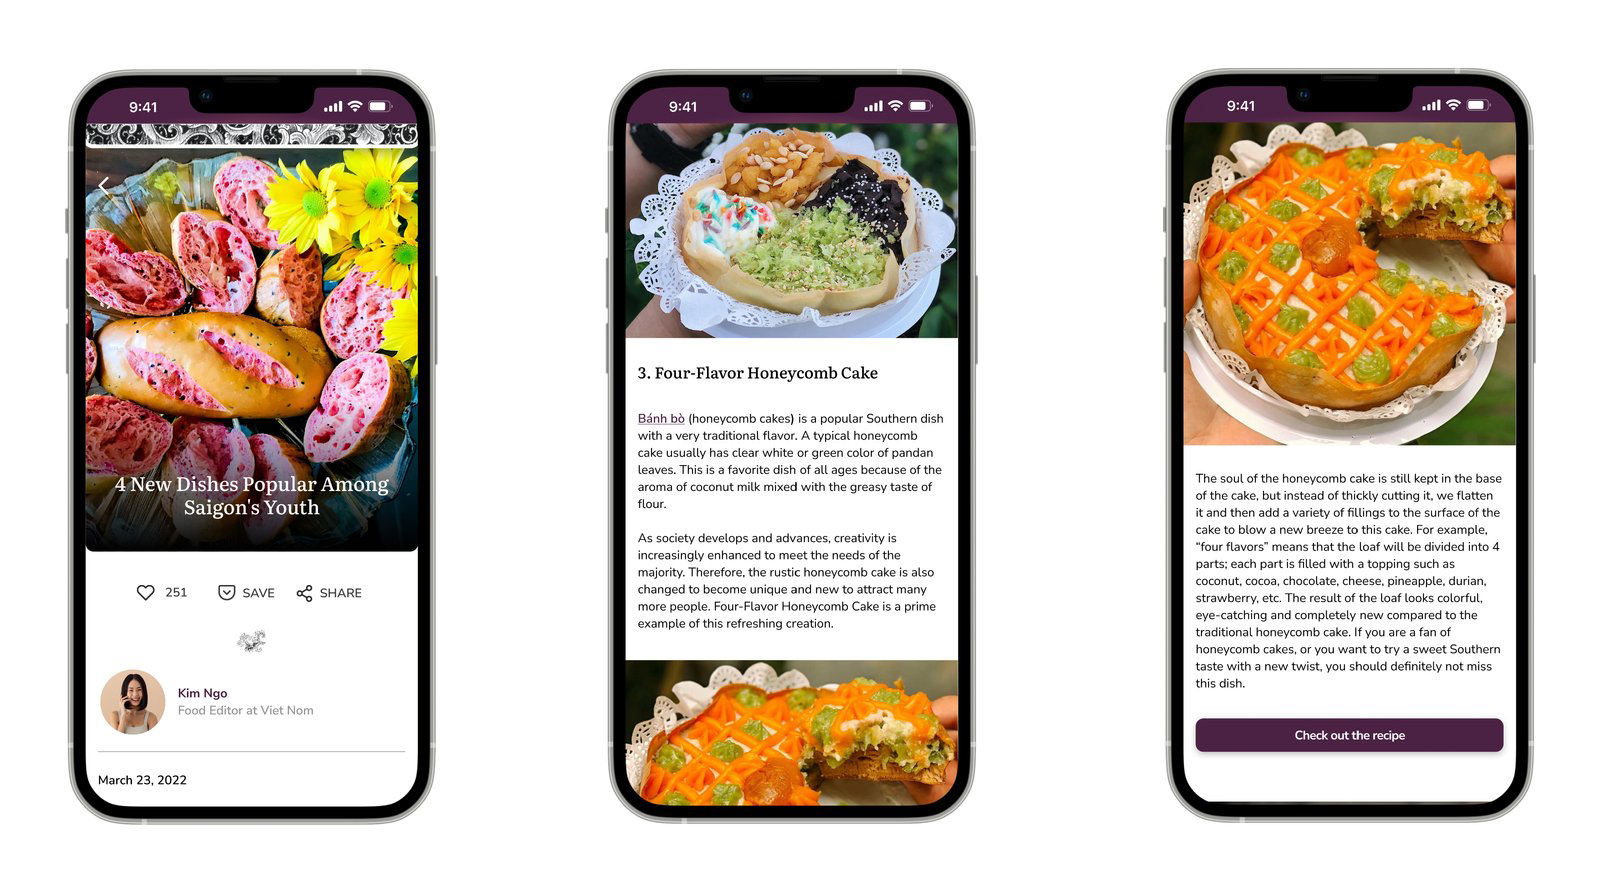 9:41
4 New Dishes Popular Among
Saigon's Youth
251 SAVE SHARE
Kim Ngo
Food Editor at Viet Nom
March 23, 2022
9:41
3. Four-Flavor Honeycomb Cake
Bánh bò (honeycomb cakes) is a popular Southern dish
with a very traditional flavor. A typical honeycomb
cake usually has clear white or green color of pandan
leaves. This is a favorite dish of all ages because of the
aroma of coconut milk mixed with the greasy taste of
flour.
As society develops and advances, creativity is
increasingly enhanced to meet the needs of the
majority. Therefore, the rustic honeycomb cake is also
changed to become unique and new to attract many
more people. Four-Flavor Honeycomb Cake is a prime
example of this refreshing creation.
9:41
The soul of the honeycomb cake is still kept in the base
of the cake, but instead of thickly cutting it, we flatten
it and then add a variety of fillings to the surface of the
cake to blow a new breeze to this cake. For example,
“four flavors” means that the loaf will be divided into 4
parts; each part is filled with a topping such as
coconut, cocoa, chocolate, cheese, pineapple, durian,
strawberry, etc. The result of the loaf looks colorful,
eye-catching and completely new compared to the
traditional honeycomb cake. If you are a fan of
honeycomb cakes, or you want to try a sweet Southern
taste with a new twist, you should definitely not miss
this dish.
Check out the recipe